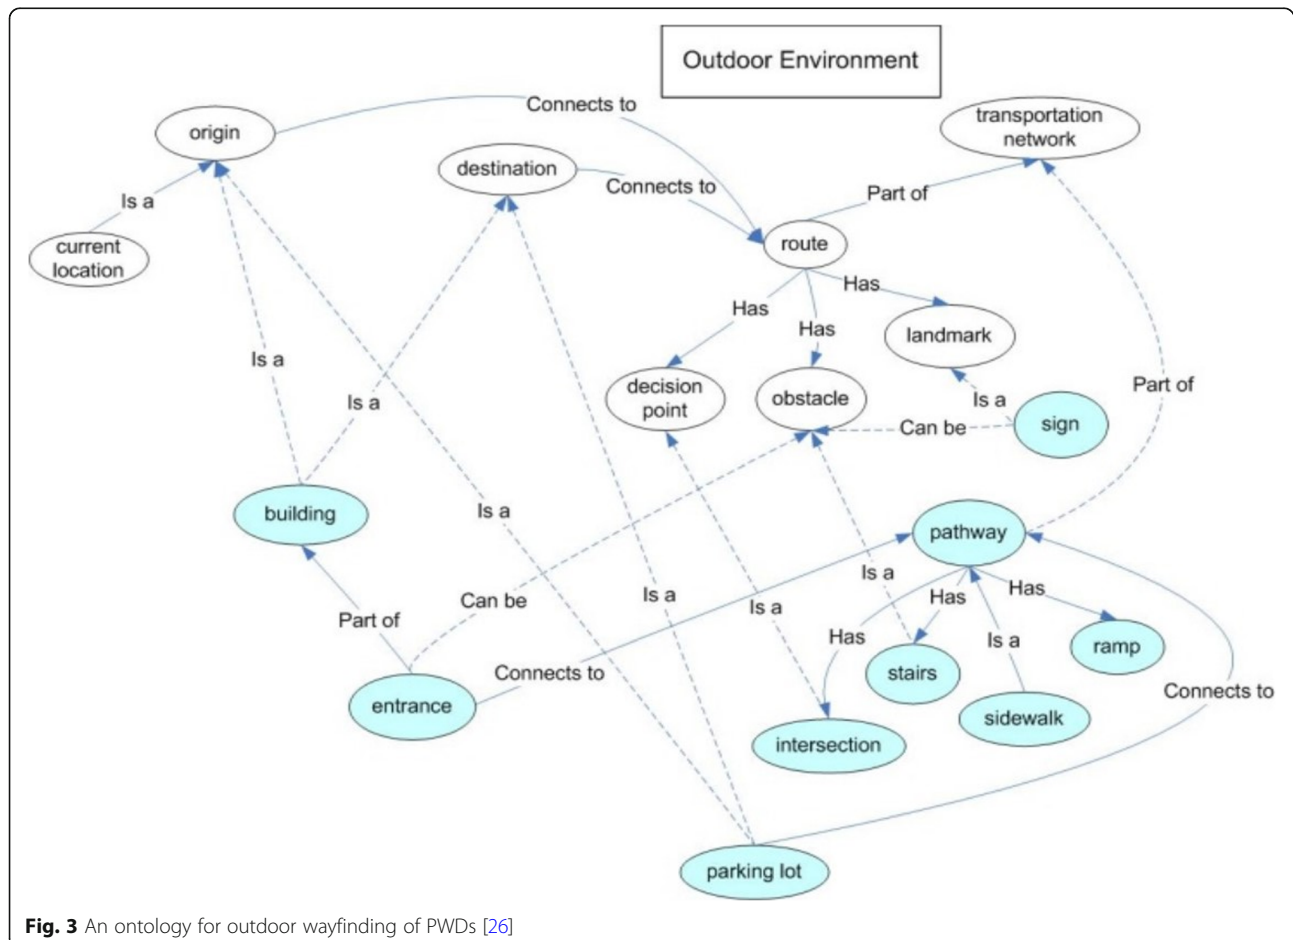 Outdoor Environment
Connects to
origin
transportation
network
destination
Connects to
Part of
Is a
current
location
route
Has
Has
Has
landmark
Is a
decision
point
obstacle
Is a
Part of
Is a
Can be
sign
building
Is a
pathway
Is a
Has
Has
Can be
Is a
Is a
Part of
Has
Is a
ramp
Connects to
stairs
Connects to
entrance
sidewalk
intersection
parking lot
Fig. 3 An ontology for outdoor wayfinding of PWDs [26]